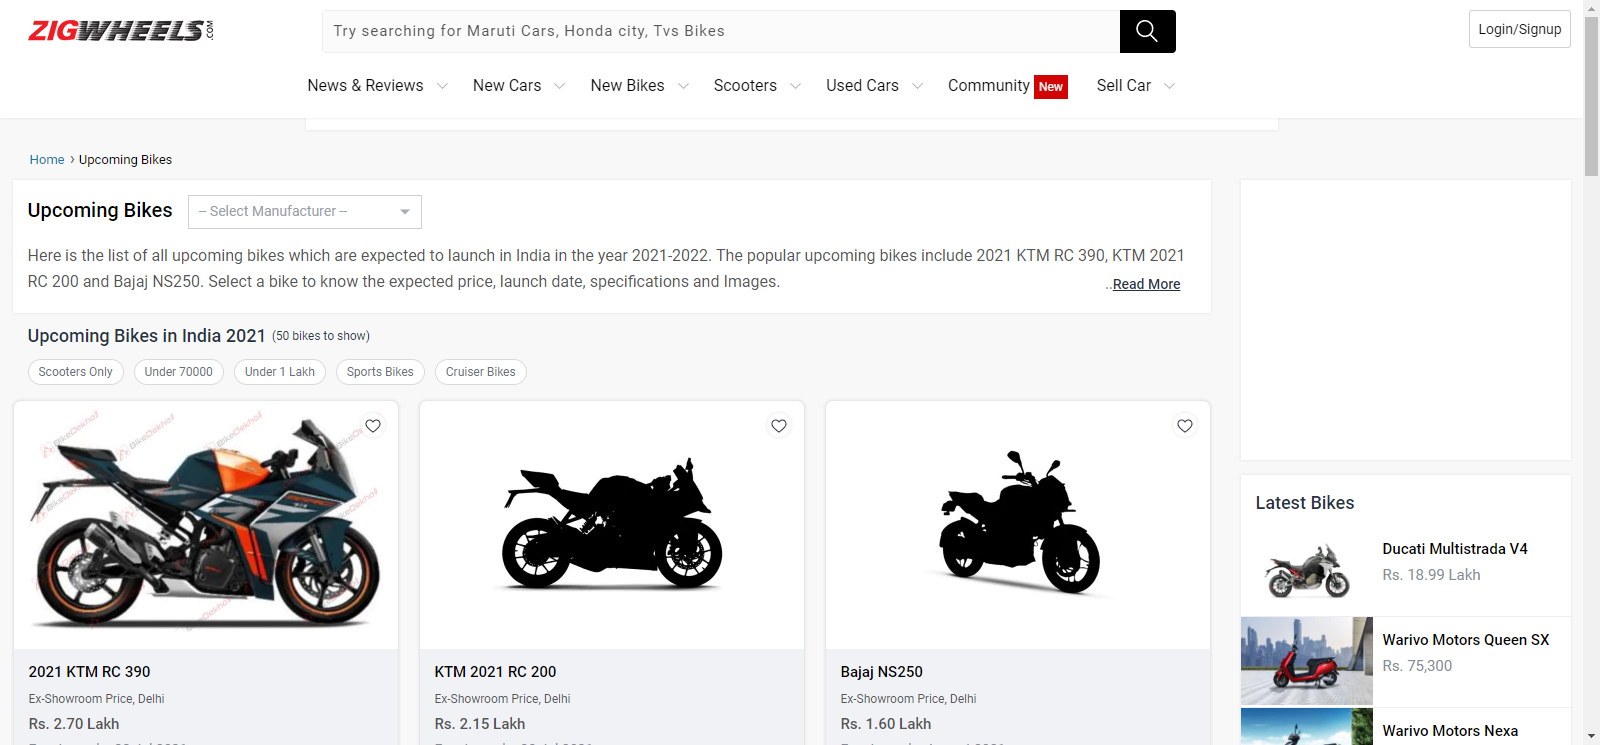 ZIGWHEELS.COM
Try searching for Maruti Cars, Honda city, Tvs Bikes
Login/Signup
News & Reviews
New Cars
New Bikes
Scooters
Used Cars
Community New
Sell Car
Home › Upcoming Bikes
Upcoming Bikes
-- Select Manufacturer --
Here is the list of all upcoming bikes which are expected to launch in India in the year 2021-2022. The popular upcoming bikes include 2021 KTM RC 390, KTM 2021
RC 200 and Bajaj NS250. Select a bike to know the expected price, launch date, specifications and Images.
..Read More
Upcoming Bikes in India 2021 (50 bikes to show)
Scooters Only
Under 70000
Under 1 Lakh
Sports Bikes
Cruiser Bikes
BikeDekho
BikeDekho
BikeDekho
2021 KTM RC 390
Ex-Showroom Price, Delhi
Rs. 2.70 Lakh
KTM 2021 RC 200
Ex-Showroom Price, Delhi
Rs. 2.15 Lakh
Bajaj NS250
Ex-Showroom Price, Delhi
Rs. 1.60 Lakh
Latest Bikes
Ducati Multistrada V4
Rs. 18.99 Lakh
Warivo Motors Queen SX
Rs. 75,300
Warivo Motors Nexa